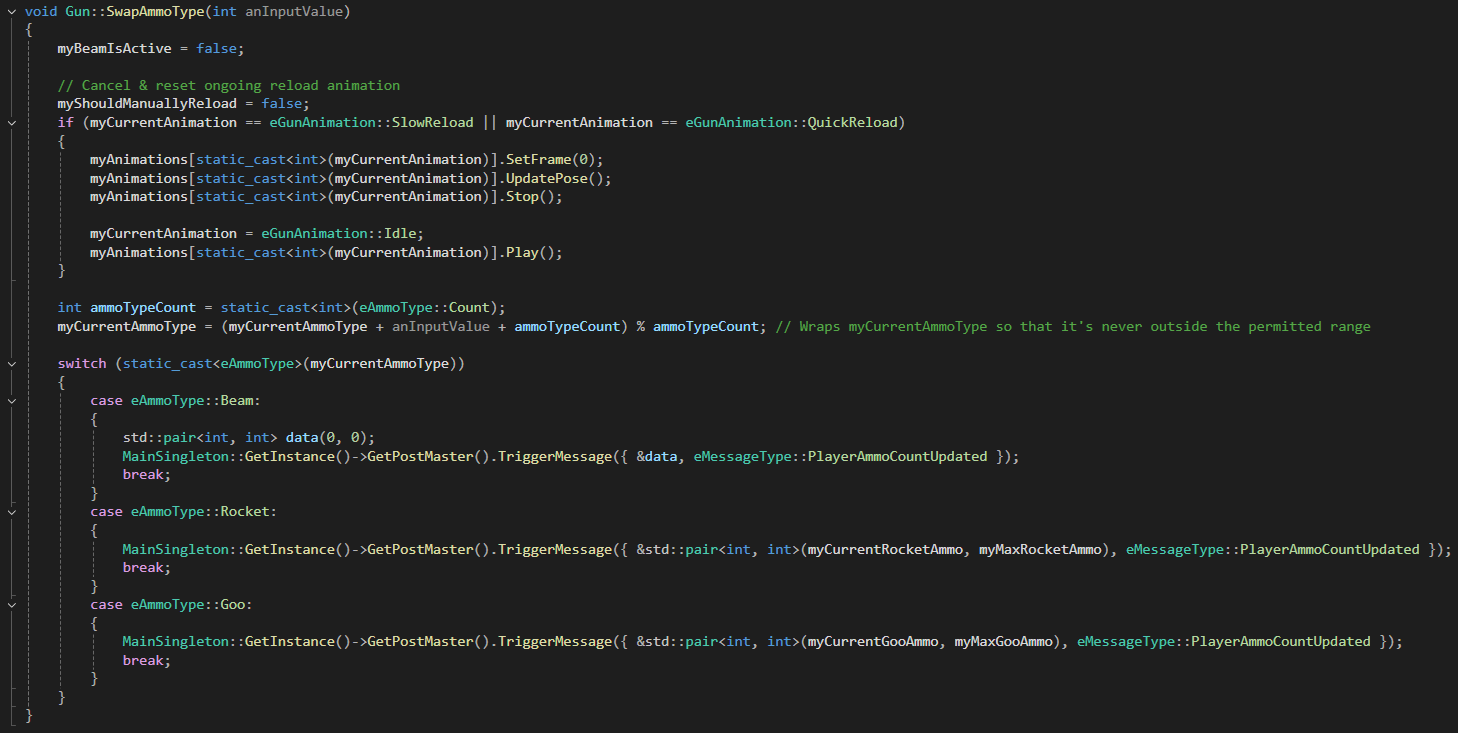 void Gun::SwapAmmoType(int anInputValue)
{
    myBeamIsActive = false;

    // Cancel & reset ongoing reload animation
    myShouldManuallyReload = false;
    if (myCurrentAnimation == eGunAnimation::SlowReload || myCurrentAnimation == eGunAnimation::QuickReload)
    {
        myAnimations[static_cast<int>(myCurrentAnimation)].SetFrame(0);
        myAnimations[static_cast<int>(myCurrentAnimation)].UpdatePose();
        myAnimations[static_cast<int>(myCurrentAnimation)].Stop();

        myCurrentAnimation = eGunAnimation::Idle;
        myAnimations[static_cast<int>(myCurrentAnimation)].Play();
    }

    int ammoTypeCount = static_cast<int>(eAmmoType::Count);
    myCurrentAmmoType = (myCurrentAmmoType + anInputValue + ammoTypeCount) % ammoTypeCount; // Wraps myCurrentAmmoType so that it's never outside the permitted range

    switch (static_cast<eAmmoType>(myCurrentAmmoType))
    {
        case eAmmoType::Beam:
        {
            std::pair<int, int> data(0, 0);
            MainSingleton::GetInstance()->GetPostMaster().TriggerMessage({ &data, eMessageType::PlayerAmmoCountUpdated });
            break;
        }
        case eAmmoType::Rocket:
        {
            MainSingleton::GetInstance()->GetPostMaster().TriggerMessage({ &std::pair<int, int>(myCurrentRocketAmmo, myMaxRocketAmmo), eMessageType::PlayerAmmoCountUpdated });
            break;
        }
        case eAmmoType::Goo:
        {
            MainSingleton::GetInstance()->GetPostMaster().TriggerMessage({ &std::pair<int, int>(myCurrentGooAmmo, myMaxGooAmmo), eMessageType::PlayerAmmoCountUpdated });
            break;
        }
    }
}